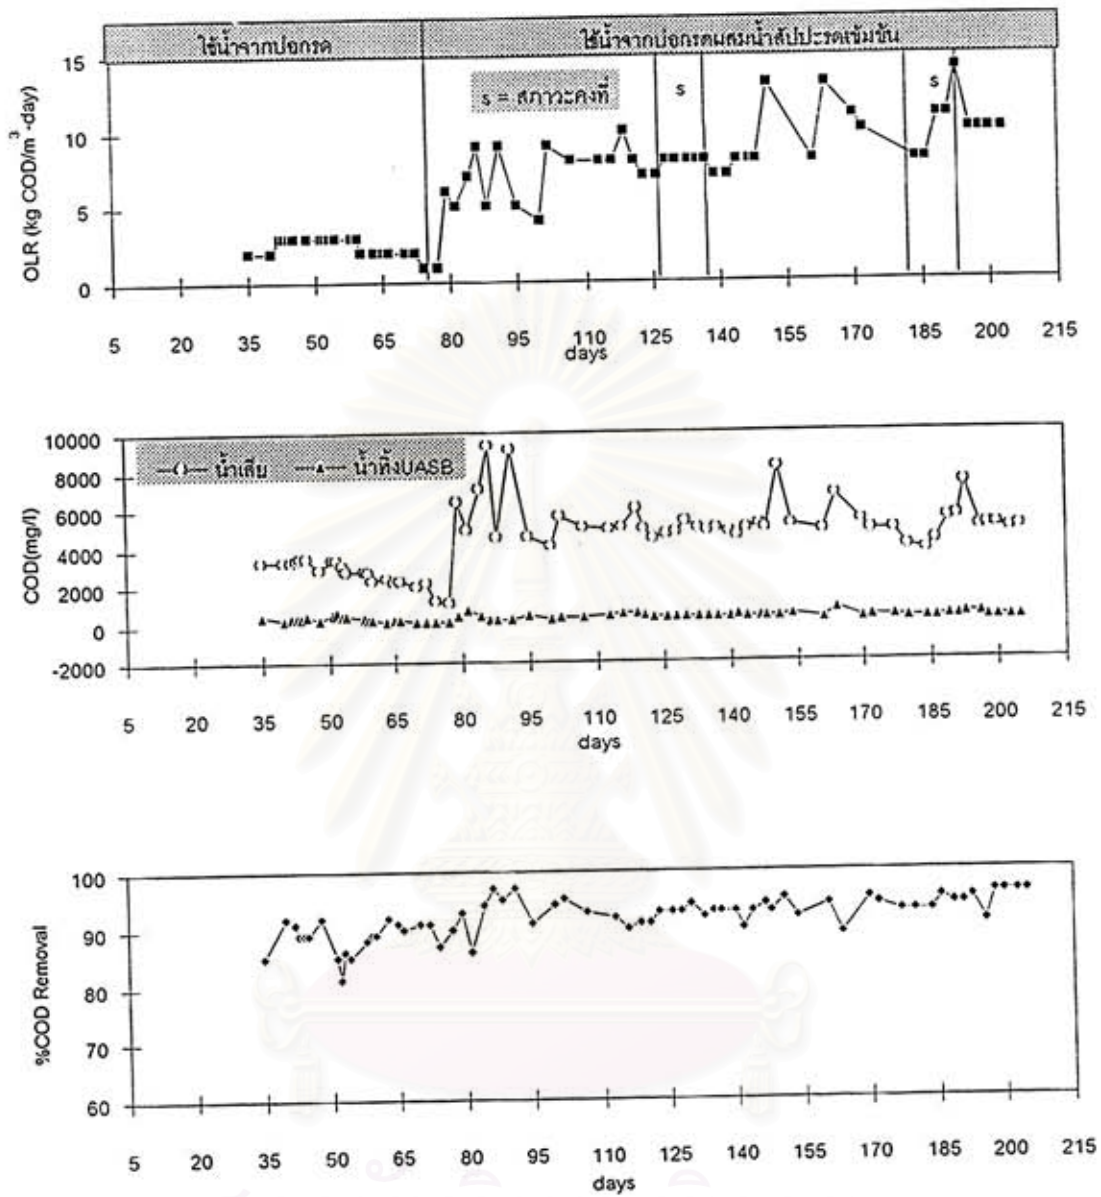 ใช้น้ำจากบ่อกรด ใช้น้ำจากบ่อกรดผสมน้ำสับปะรดเข้มข้น
15
s = สภาวะคงที่ s s
10
5
0
OLR (kg COD/m³-day)
5 20 35 50 65 80 95 110 125 140 155 170 185 200 215
days
10000
น้ำเสีย น้ำทิ้งUASB
8000
6000
4000
2000
0
-2000
COD(mg/l)
5 20 35 50 65 80 95 110 125 140 155 170 185 200 215
days
100
90
80
70
60
%COD Removal
5 20 35 50 65 80 95 110 125 140 155 170 185 200 215
days